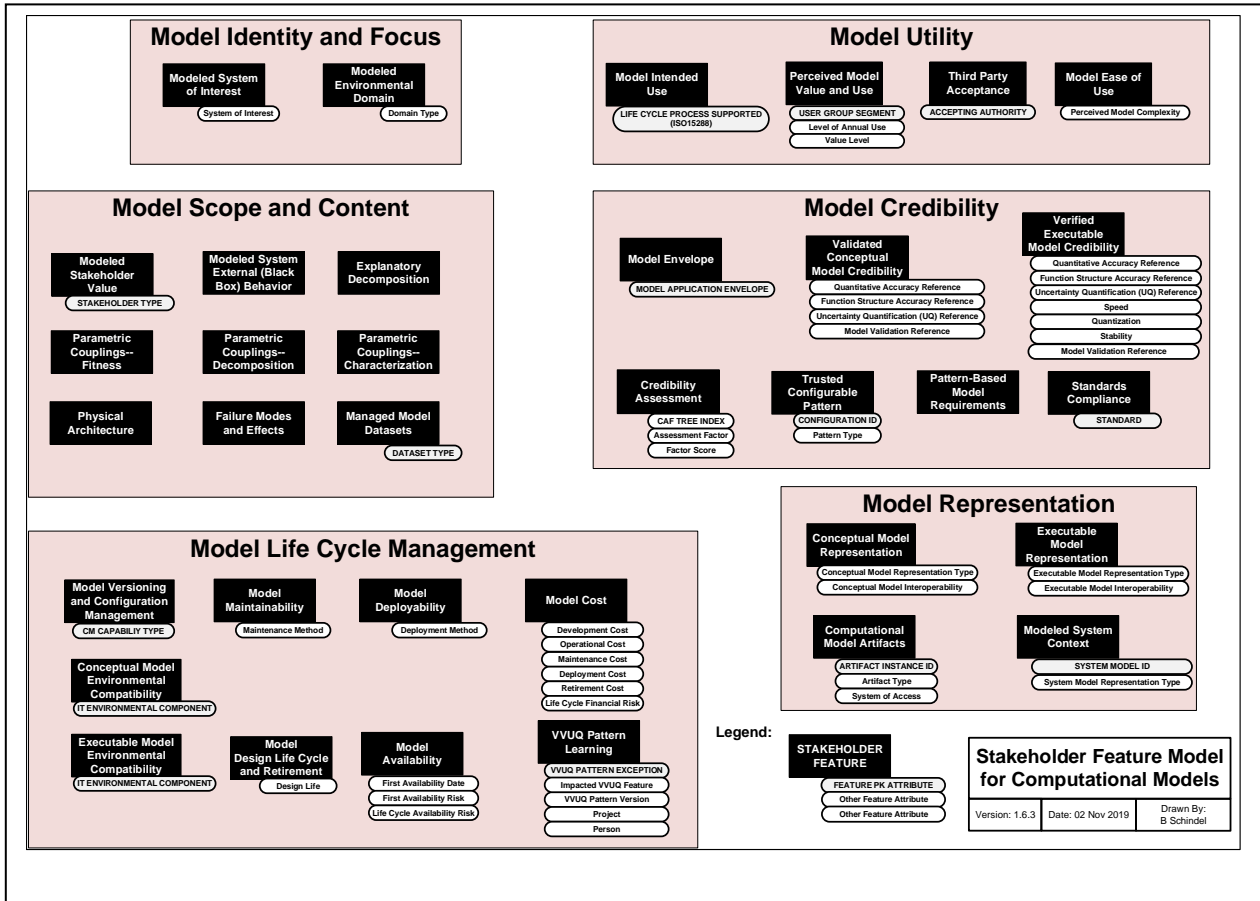 Model Identity and Focus
Modeled System
of Interest
System of Interest
Modeled
Environmental
Domain
Domain Type
Model Utility
Model Intended
Use
LIFE CYCLE PROCESS SUPPORTED
(ISO15288)
Perceived Model
Value and Use
USER GROUP SEGMENT
Level of Annual Use
Value Level
Third Party
Acceptance
ACCEPTING AUTHORITY
Model Ease of
Use
Perceived Model Complexity
Model Scope and Content
Modeled
Stakeholder
Value
STAKEHOLDER TYPE
Modeled System
External (Black
Box) Behavior
Explanatory
Decomposition
Parametric
Couplings--
Fitness
Parametric
Couplings--
Decomposition
Parametric
Couplings--
Characterization
Physical
Architecture
Failure Modes
and Effects
Managed Model
Datasets
DATASET TYPE
Model Credibility
Model Envelope
MODEL APPLICATION ENVELOPE
Validated
Conceptual
Model Credibility
Quantitative Accuracy Reference
Function Structure Accuracy Reference
Uncertainty Quantification (UQ) Reference
Model Validation Reference
Verified
Executable
Model Credibility
Quantitative Accuracy Reference
Function Structure Accuracy Reference
Uncertainty Quantification (UQ) Reference
Speed
Quantization
Stability
Model Validation Reference
Credibility
Assessment
CAF TREE INDEX
Assessment Factor
Factor Score
Trusted
Configurable
Pattern
CONFIGURATION ID
Pattern Type
Pattern-Based
Model
Requirements
Standards
Compliance
STANDARD
Model Representation
Conceptual Model
Representation
Conceptual Model Representation Type
Conceptual Model Interoperability
Executable
Model
Representation
Executable Model Representation Type
Executable Model Interoperability
Computational
Model Artifacts
ARTIFACT INSTANCE ID
Artifact Type
System of Access
Modeled System
Context
SYSTEM MODEL ID
System Model Representation Type
Model Life Cycle Management
Model Versioning
and Configuration
Management
CM CAPABILIY TYPE
Model
Maintainability
Maintenance Method
Model
Deployability
Deployment Method
Model Cost
Development Cost
Operational Cost
Maintenance Cost
Deployment Cost
Retirement Cost
Life Cycle Financial Risk
Conceptual Model
Environmental
Compatibility
IT ENVIRONMENTAL COMPONENT
Executable Model
Environmental
Compatibility
IT ENVIRONMENTAL COMPONENT
Model
Design Life Cycle
and Retirement
Design Life
Model
Availability
First Availability Date
First Availability Risk
Life Cycle Availability Risk
VVUQ Pattern
Learning
VVUQ PATTERN EXCEPTION
Impacted VVUQ Feature
VVUQ Pattern Version
Project
Person
Legend:
STAKEHOLDER
FEATURE
FEATURE PK ATTRIBUTE
Other Feature Attribute
Other Feature Attribute
Stakeholder Feature Model
for Computational Models
Version: 1.6.3
Date: 02 Nov 2019
Drawn By:
B Schindel